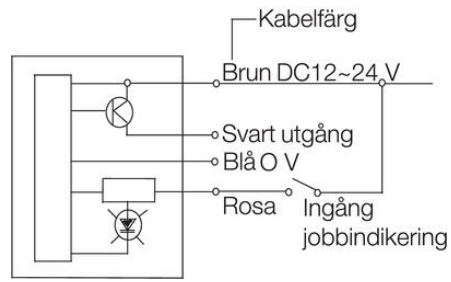 Kabelfärg
Brun DC12~24 V
Svart utgång
Blå O V
Rosa
Ingång
jobbindikering